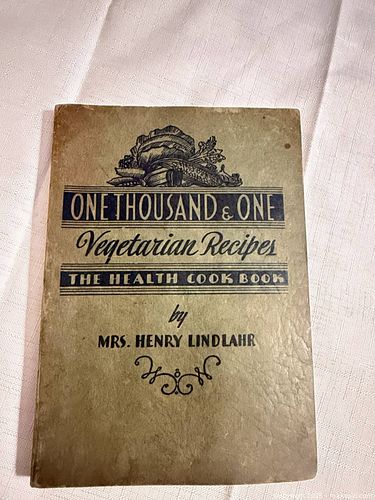 ONE THOUSAND & ONE
Vegetarian Recipes
THE HEALTH COOK BOOK
by
MRS. HENRY LINDLAHR